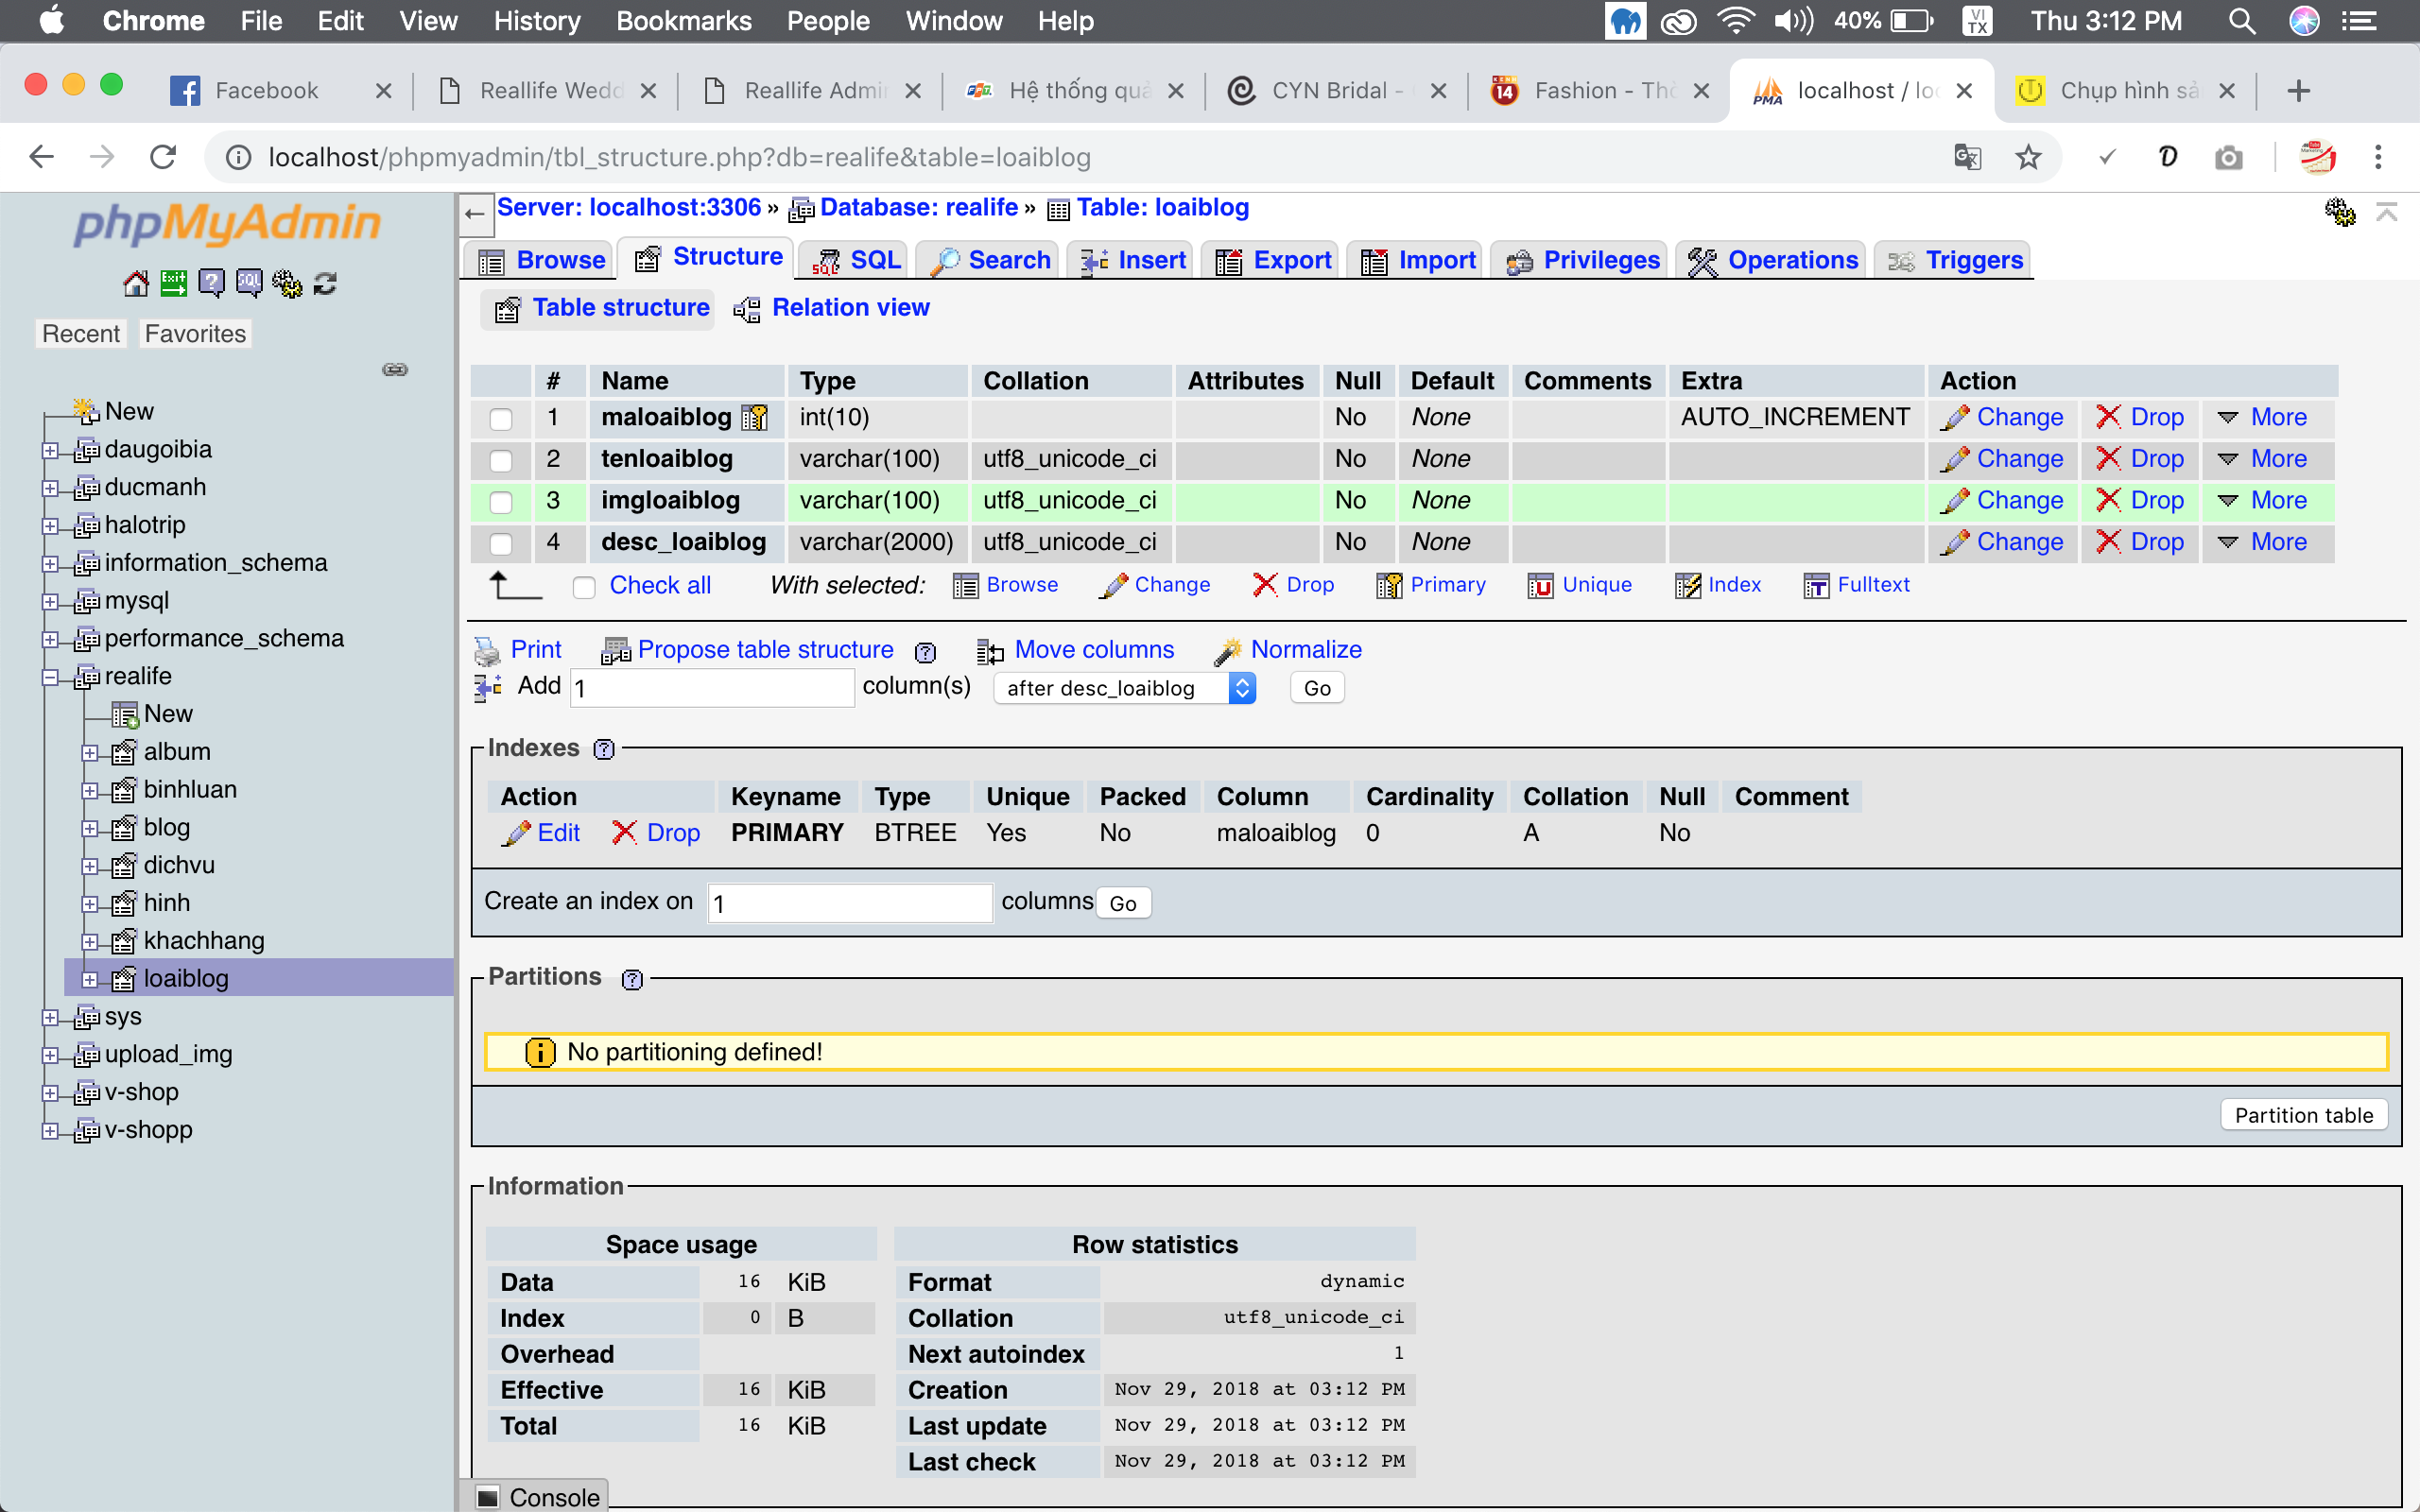 Chrome File Edit View History Bookmarks People Window Help 40% VI TX Thu 3:12 PM
Facebook Reallife Wedd Reallife Admi Hệ thống quả CYN Bridal - Fashion - Thờ localhost / lo Chụp hình sả
localhost/phpmyadmin/tbl_structure.php?db=realife&table=loaiblog
phpMyAdmin
Recent Favorites
New
daugoibia
ducmanh
halotrip
information_schema
mysql
performance_schema
realife
New
album
binhluan
blog
dichvu
hinh
khachhang
loaiblog
sys
upload_img
v-shop
v-shopp
Server: localhost:3306 » Database: realife » Table: loaiblog
Browse Structure SQL Search Insert Export Import Privileges Operations Triggers
Table structure Relation view
# Name Type Collation Attributes Null Default Comments Extra Action
1 maloaiblog int(10) No None AUTO_INCREMENT Change Drop More
2 tenloaiblog varchar(100) utf8_unicode_ci No None Change Drop More
3 imgloaiblog varchar(100) utf8_unicode_ci No None Change Drop More
4 desc_loaiblog varchar(2000) utf8_unicode_ci No None Change Drop More
Check all With selected: Browse Change Drop Primary Unique Index Fulltext
Print Propose table structure Move columns Normalize
Add 1 column(s) after desc_loaiblog Go
Indexes
Action Keyname Type Unique Packed Column Cardinality Collation Null Comment
Edit Drop PRIMARY BTREE Yes No maloaiblog 0 A No
Create an index on 1 columns Go
Partitions
No partitioning defined!
Partition table
Information
Space usage
Data 16 KiB
Index 0 B
Overhead
Effective 16 KiB
Total 16 KiB
Row statistics
Format dynamic
Collation utf8_unicode_ci
Next autoindex 1
Creation Nov 29, 2018 at 03:12 PM
Last update Nov 29, 2018 at 03:12 PM
Last check Nov 29, 2018 at 03:12 PM
Console